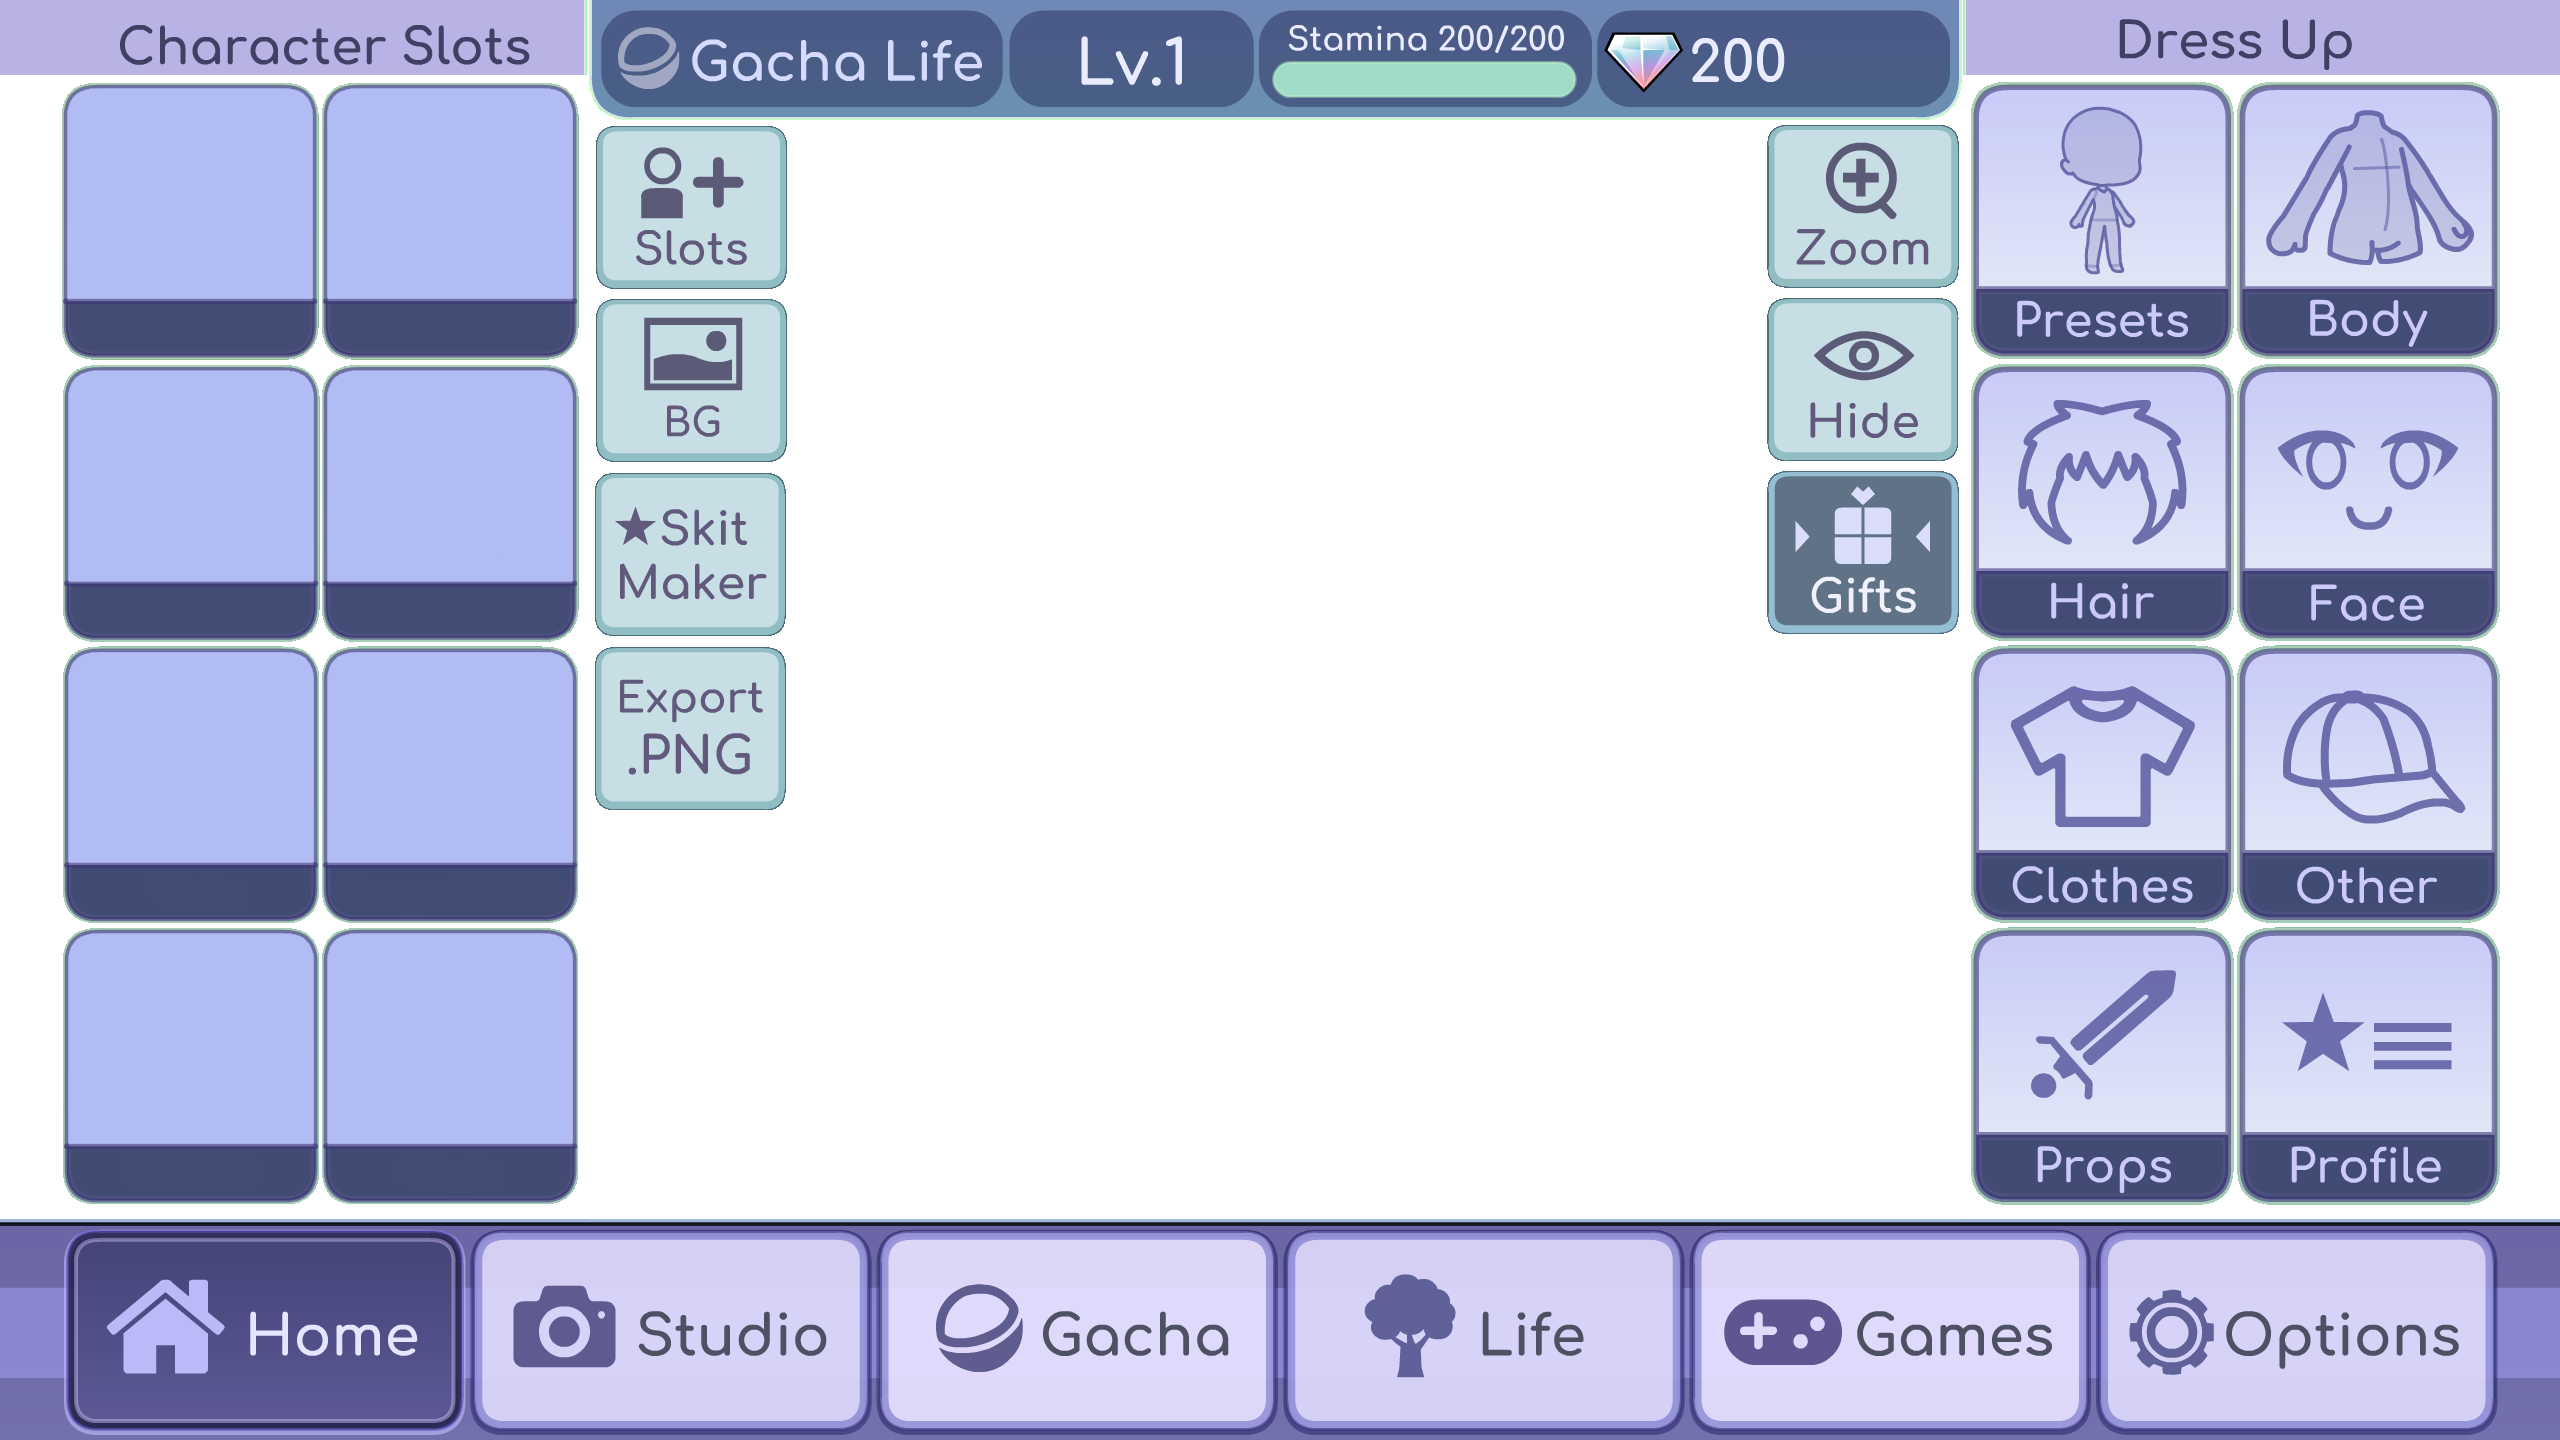 Character Slots
Gacha Life
Lv.1
Stamina 200/200
200
Dress Up
Slots
BG
★Skit
Maker
Export
.PNG
Zoom
Hide
Gifts
Presets
Body
Hair
Face
Clothes
Other
Props
Profile
Home
Studio
Gacha
Life
Games
Options